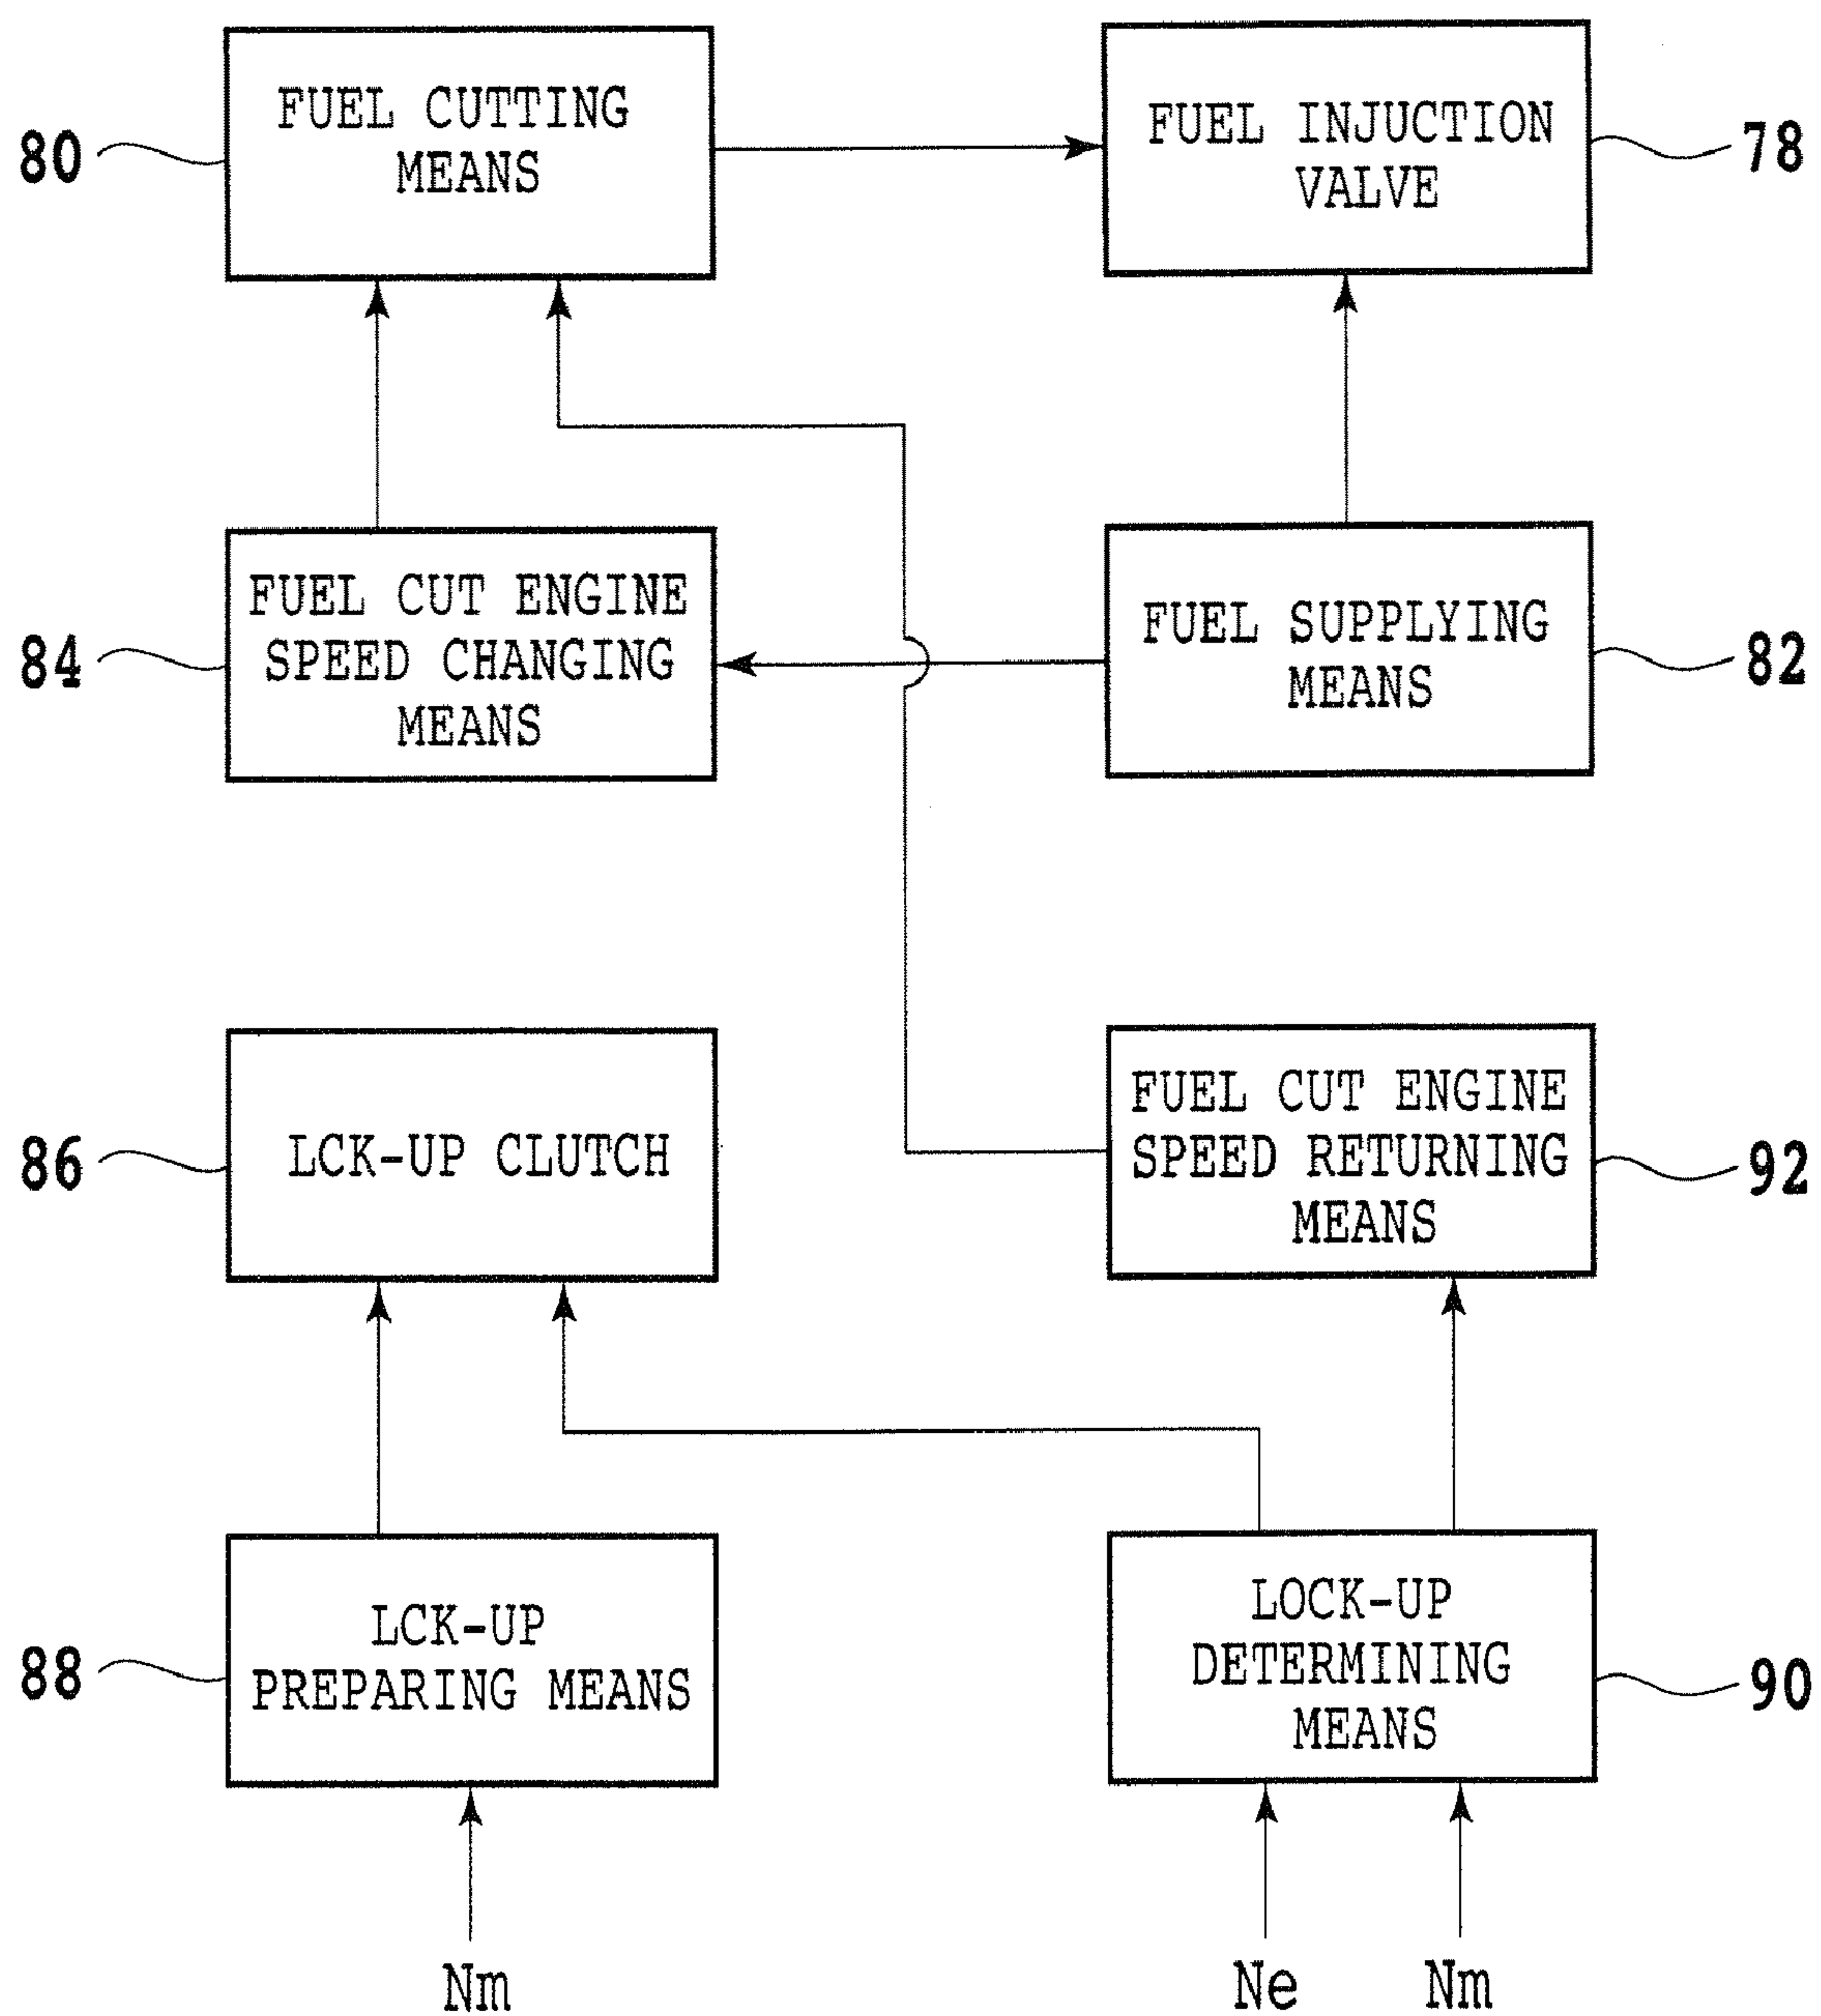 80
FUEL CUTTING
MEANS
FUEL INJUCTION
VALVE
78
84
FUEL CUT ENGINE
SPEED CHANGING
MEANS
FUEL SUPPLYING
MEANS
82
86
LCK-UP CLUTCH
FUEL CUT ENGINE
SPEED RETURNING
MEANS
92
88
LCK-UP
PREPARING MEANS
LOCK-UP
DETERMINING
MEANS
90
Nm
Ne
Nm